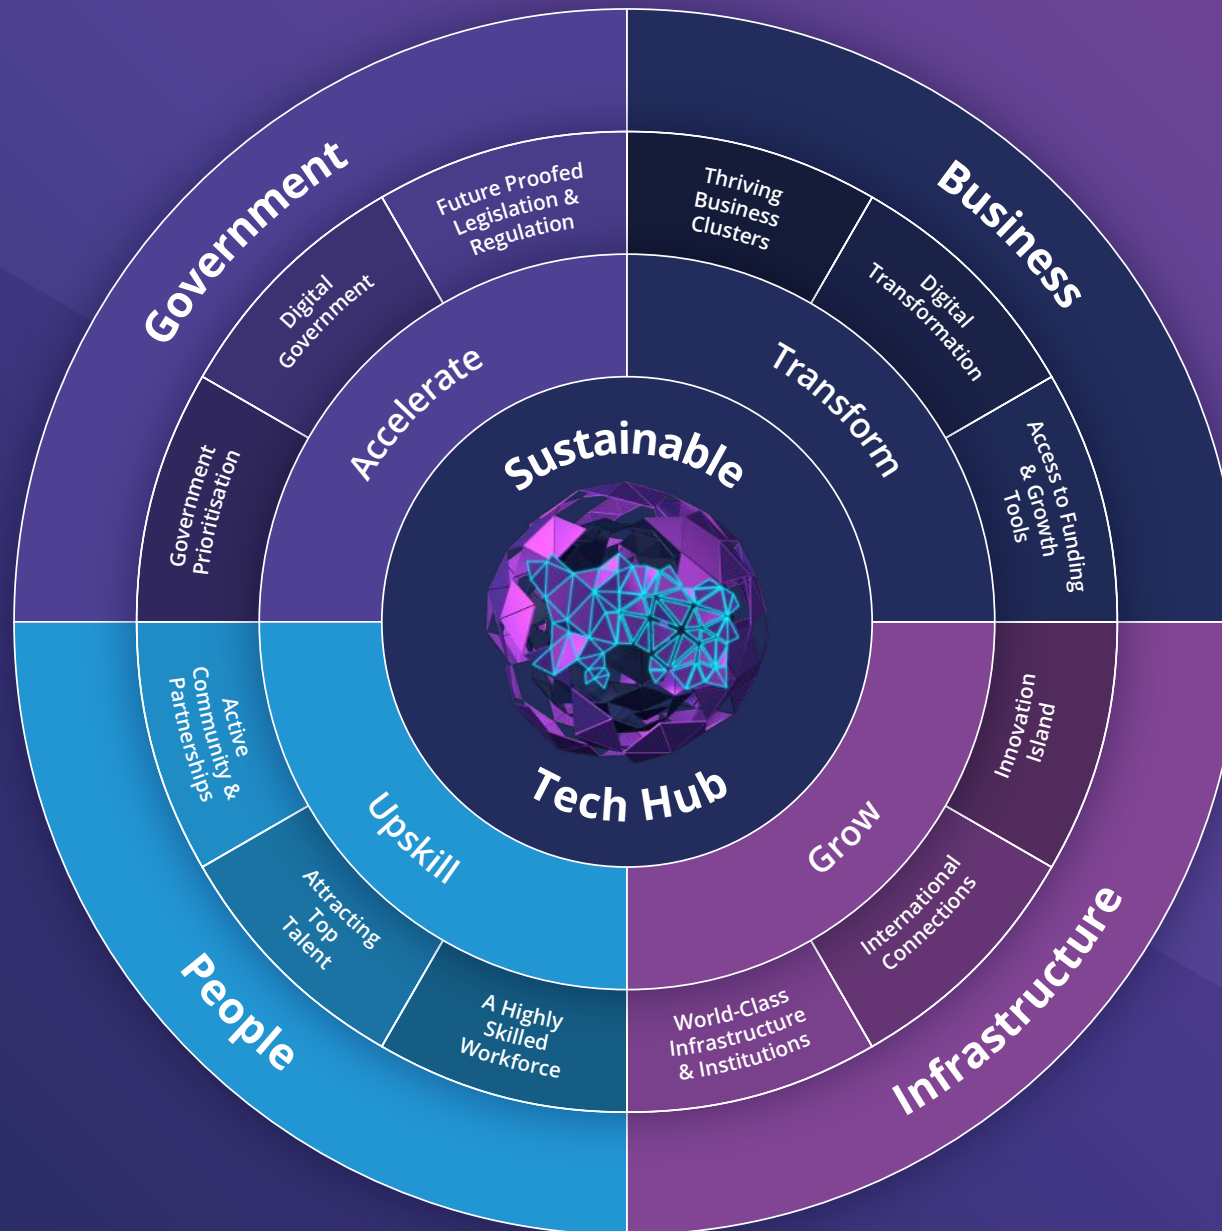 Government
Business
Future Proofed
Legislation &
Regulation
Thriving
Business
Clusters
Digital
Government
Digital
Transformation
Government
Prioritisation
Access to Funding
& Growth
Tools
Accelerate
Transform
Sustainable
Tech Hub
Upskill
Grow
Active
Community &
Partnerships
Innovation
Island
Attracting
Top
Talent
International
Connections
A Highly
Skilled
Workforce
World-Class
Infrastructure
& Institutions
People
Infrastructure